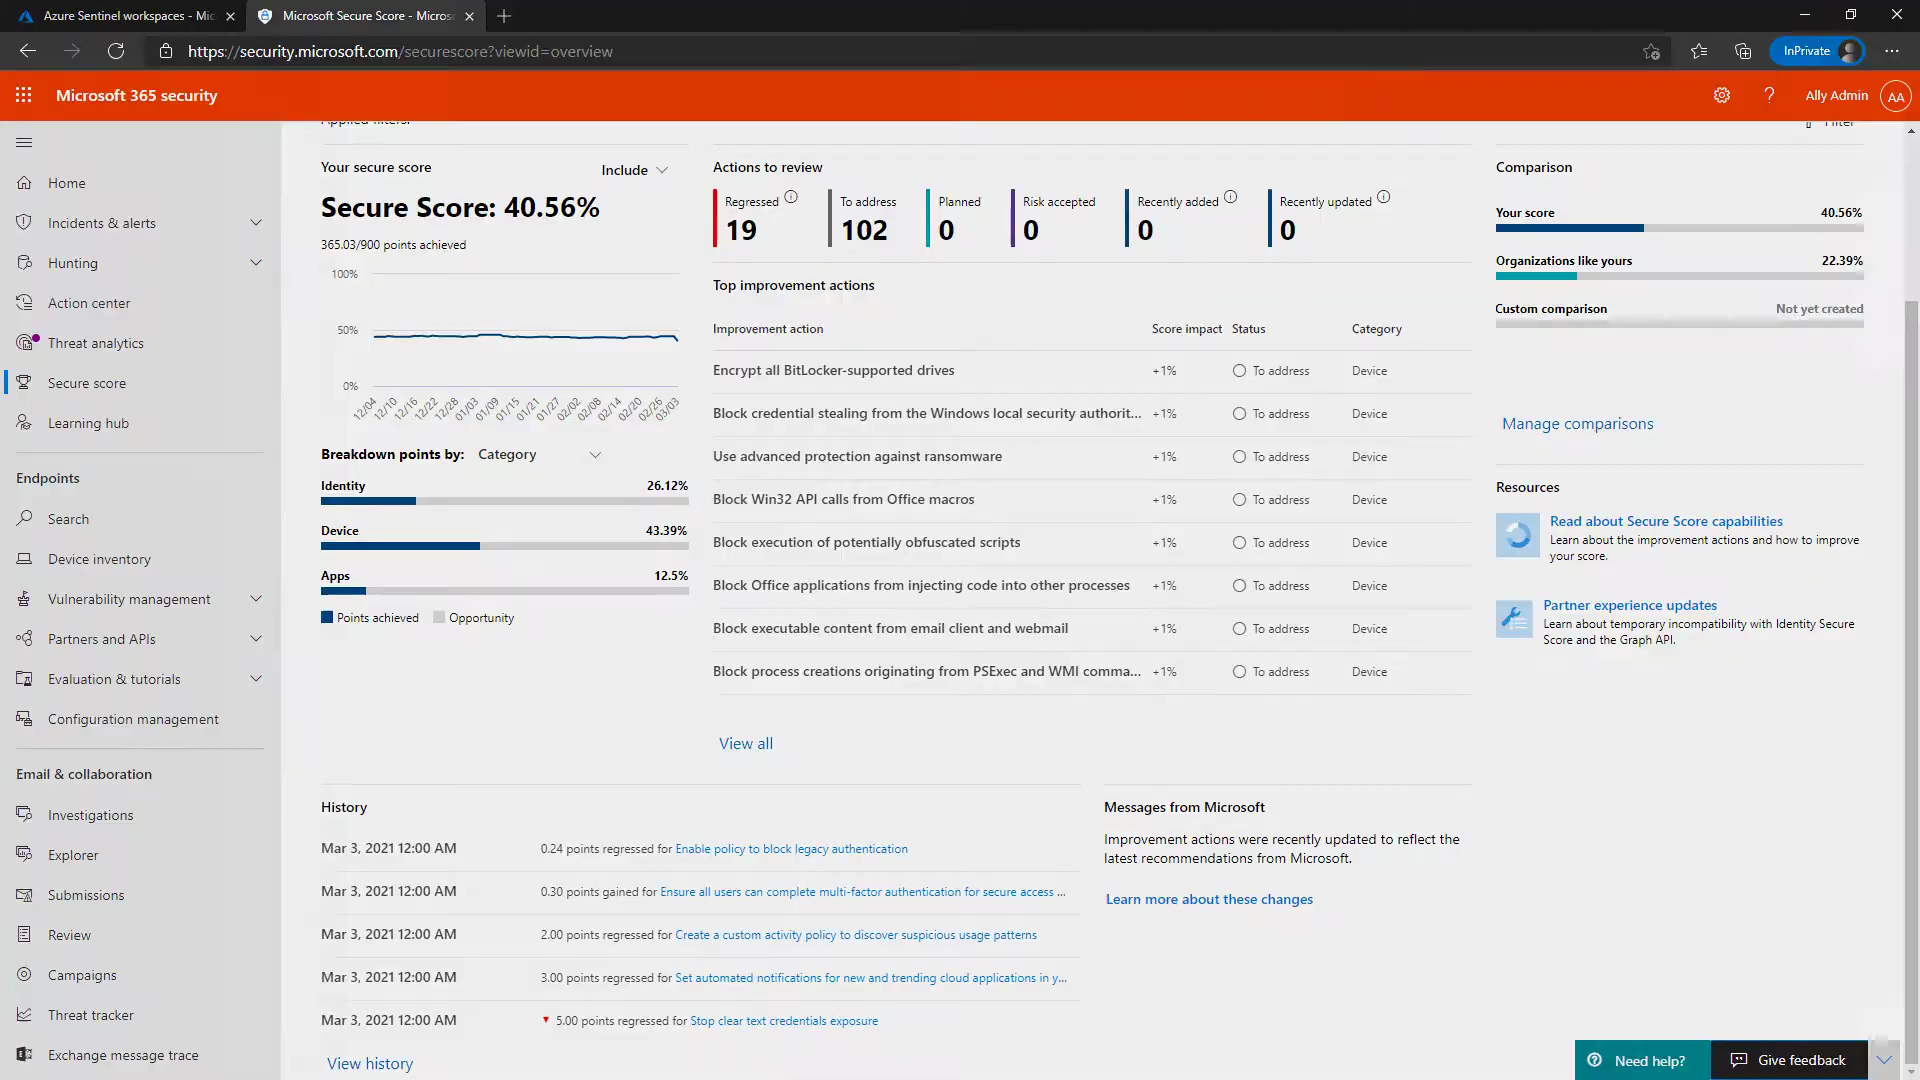 Azure Sentinel workspaces - Mic
Microsoft Secure Score - Micros
https://security.microsoft.com/securescore?viewid=overview
InPrivate
Microsoft 365 security
Ally Admin
AA
Home
Incidents & alerts
Hunting
Action center
Threat analytics
Secure score
Learning hub
Endpoints
Search
Device inventory
Vulnerability management
Partners and APIs
Evaluation & tutorials
Configuration management
Email & collaboration
Investigations
Explorer
Submissions
Review
Campaigns
Threat tracker
Exchange message trace
Applied filters:
Filter
Your secure score
Include
Secure Score: 40.56%
365.03/900 points achieved
100%
50%
0%
12/04 12/10 12/16 12/22 12/28 01/03 01/09 01/15 01/21 01/27 02/02 02/08 02/14 02/20 02/26 03/03
Breakdown points by: Category
Identity 26.12%
Device 43.39%
Apps 12.5%
Points achieved Opportunity
Actions to review
Regressed 19
To address 102
Planned 0
Risk accepted 0
Recently added 0
Recently updated 0
Top improvement actions
Improvement action Score impact Status Category
Encrypt all BitLocker-supported drives +1% To address Device
Block credential stealing from the Windows local security authorit... +1% To address Device
Use advanced protection against ransomware +1% To address Device
Block Win32 API calls from Office macros +1% To address Device
Block execution of potentially obfuscated scripts +1% To address Device
Block Office applications from injecting code into other processes +1% To address Device
Block executable content from email client and webmail +1% To address Device
Block process creations originating from PSExec and WMI comma... +1% To address Device
View all
Comparison
Your score 40.56%
Organizations like yours 22.39%
Custom comparison Not yet created
Manage comparisons
Resources
Read about Secure Score capabilities
Learn about the improvement actions and how to improve
your score.
Partner experience updates
Learn about temporary incompatibility with Identity Secure
Score and the Graph API.
History
Mar 3, 2021 12:00 AM 0.24 points regressed for Enable policy to block legacy authentication
Mar 3, 2021 12:00 AM 0.30 points gained for Ensure all users can complete multi-factor authentication for secure access ...
Mar 3, 2021 12:00 AM 2.00 points regressed for Create a custom activity policy to discover suspicious usage patterns
Mar 3, 2021 12:00 AM 3.00 points regressed for Set automated notifications for new and trending cloud applications in y...
Mar 3, 2021 12:00 AM 5.00 points regressed for Stop clear text credentials exposure
View history
Messages from Microsoft
Improvement actions were recently updated to reflect the
latest recommendations from Microsoft.
Learn more about these changes
Need help?
Give feedback